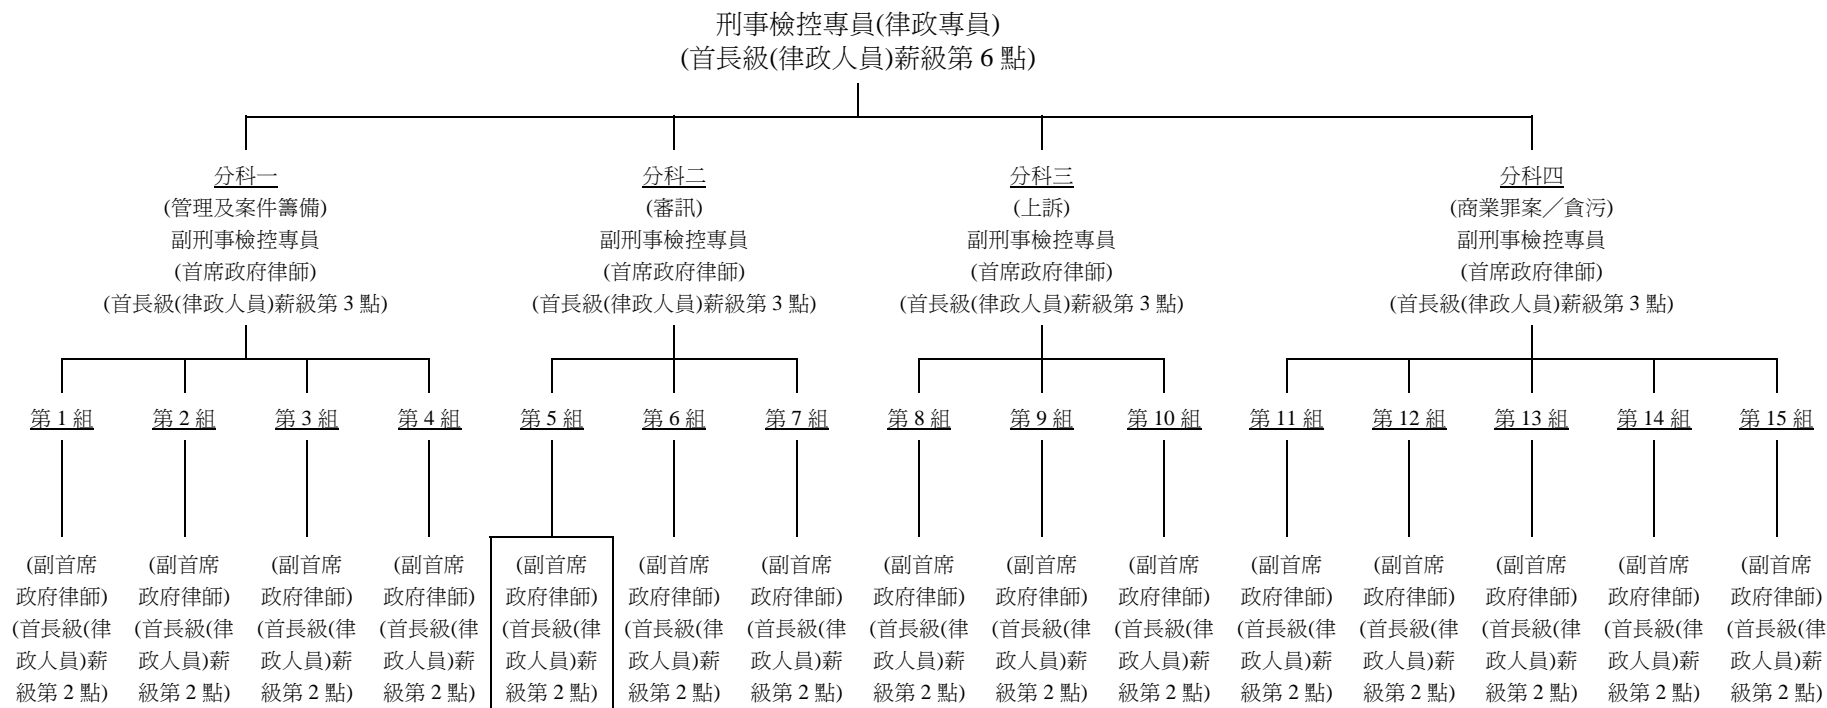 刑事檢控專員(律政專員)
(首長級(律政人員)薪級第 6 點)
分科一
(管理及案件籌備)
副刑事檢控專員
(首席政府律師)
(首長級(律政人員)薪級第 3 點)
分科二
(審訊)
副刑事檢控專員
(首席政府律師)
(首長級(律政人員)薪級第 3 點)
分科三
(上訴)
副刑事檢控專員
(首席政府律師)
(首長級(律政人員)薪級第 3 點)
分科四
(商業罪案／貪污)
副刑事檢控專員
(首席政府律師)
(首長級(律政人員)薪級第 3 點)
第 1 組
(副首席
政府律師)
(首長級(律
政人員)薪
級第 2 點)
第 2 組
(副首席
政府律師)
(首長級(律
政人員)薪
級第 2 點)
第 3 組
(副首席
政府律師)
(首長級(律
政人員)薪
級第 2 點)
第 4 組
(副首席
政府律師)
(首長級(律
政人員)薪
級第 2 點)
第 5 組
(副首席
政府律師)
(首長級(律
政人員)薪
級第 2 點)
第 6 組
(副首席
政府律師)
(首長級(律
政人員)薪
級第 2 點)
第 7 組
(副首席
政府律師)
(首長級(律
政人員)薪
級第 2 點)
第 8 組
(副首席
政府律師)
(首長級(律
政人員)薪
級第 2 點)
第 9 組
(副首席
政府律師)
(首長級(律
政人員)薪
級第 2 點)
第 10 組
(副首席
政府律師)
(首長級(律
政人員)薪
級第 2 點)
第 11 組
(副首席
政府律師)
(首長級(律
政人員)薪
級第 2 點)
第 12 組
(副首席
政府律師)
(首長級(律
政人員)薪
級第 2 點)
第 13 組
(副首席
政府律師)
(首長級(律
政人員)薪
級第 2 點)
第 14 組
(副首席
政府律師)
(首長級(律
政人員)薪
級第 2 點)
第 15 組
(副首席
政府律師)
(首長級(律
政人員)薪
級第 2 點)